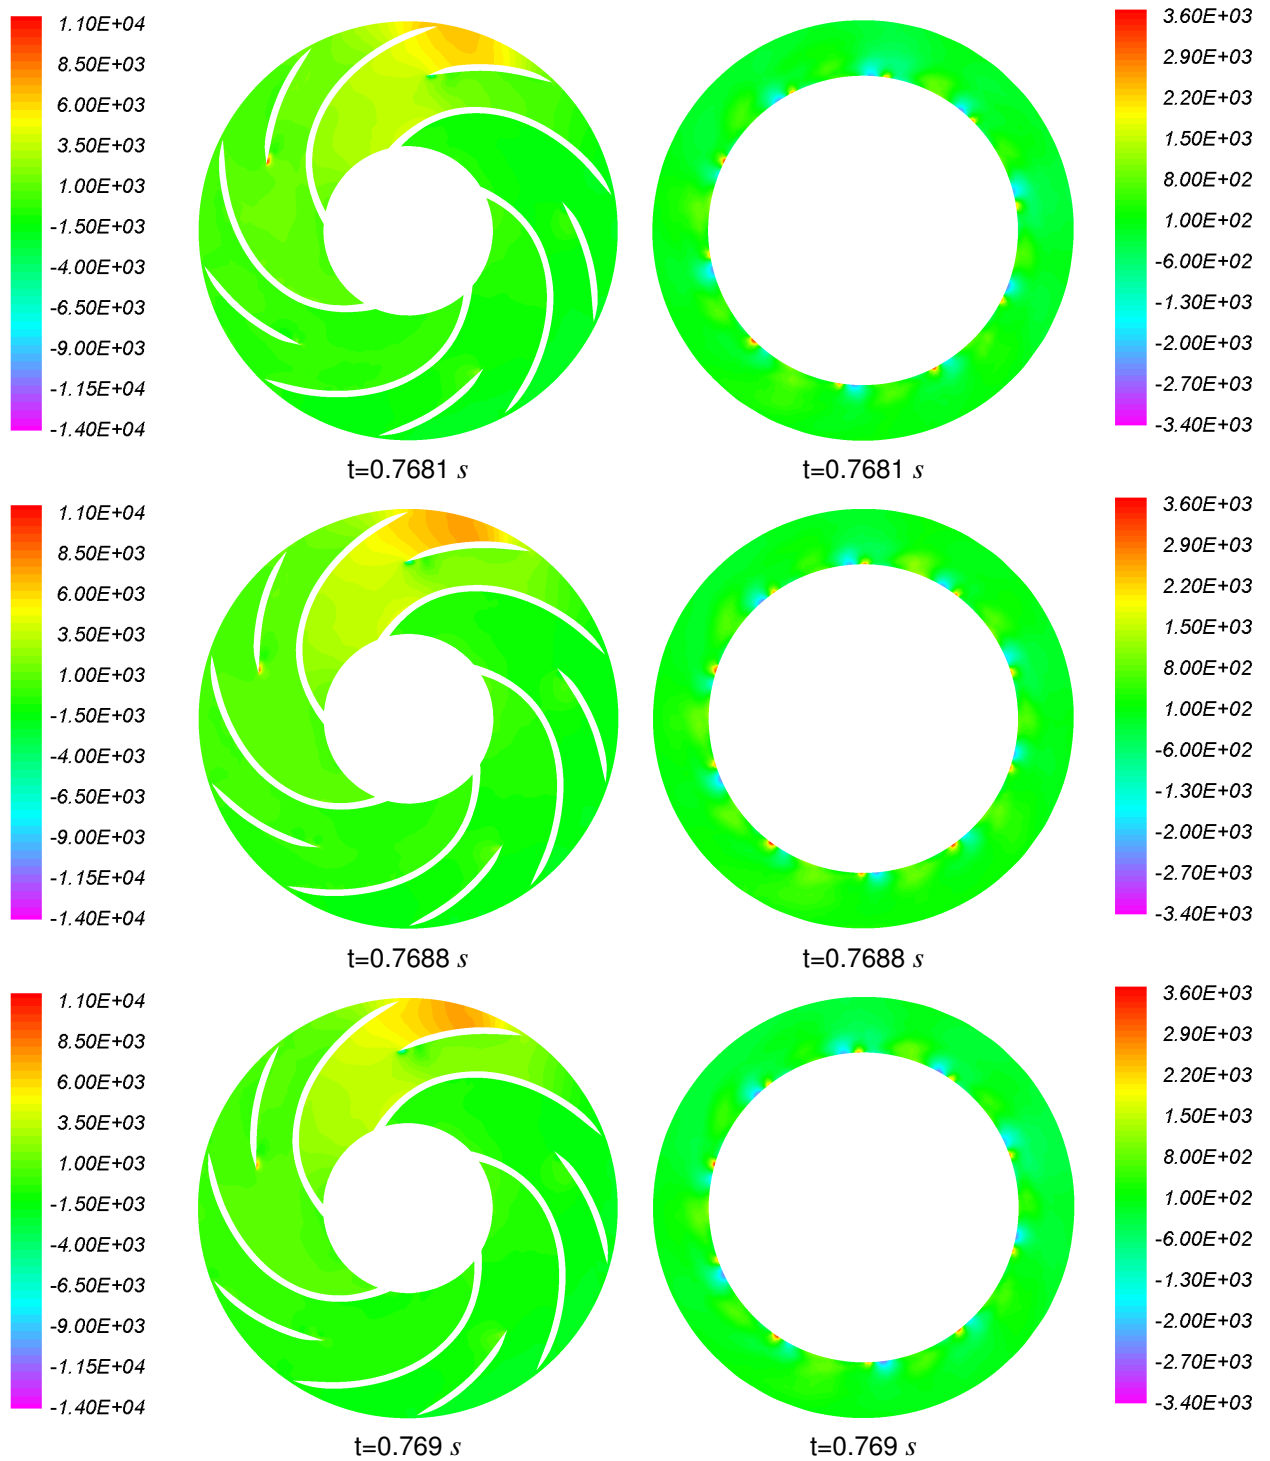 1.10E+04
8.50E+03
6.00E+03
3.50E+03
1.00E+03
-1.50E+03
-4.00E+03
-6.50E+03
-9.00E+03
-1.15E+04
-1.40E+04
3.60E+03
2.90E+03
2.20E+03
1.50E+03
8.00E+02
1.00E+02
-6.00E+02
-1.30E+03
-2.00E+03
-2.70E+03
-3.40E+03
t=0.7681 s
t=0.7681 s
1.10E+04
8.50E+03
6.00E+03
3.50E+03
1.00E+03
-1.50E+03
-4.00E+03
-6.50E+03
-9.00E+03
-1.15E+04
-1.40E+04
3.60E+03
2.90E+03
2.20E+03
1.50E+03
8.00E+02
1.00E+02
-6.00E+02
-1.30E+03
-2.00E+03
-2.70E+03
-3.40E+03
t=0.7688 s
t=0.7688 s
1.10E+04
8.50E+03
6.00E+03
3.50E+03
1.00E+03
-1.50E+03
-4.00E+03
-6.50E+03
-9.00E+03
-1.15E+04
-1.40E+04
3.60E+03
2.90E+03
2.20E+03
1.50E+03
8.00E+02
1.00E+02
-6.00E+02
-1.30E+03
-2.00E+03
-2.70E+03
-3.40E+03
t=0.769 s
t=0.769 s